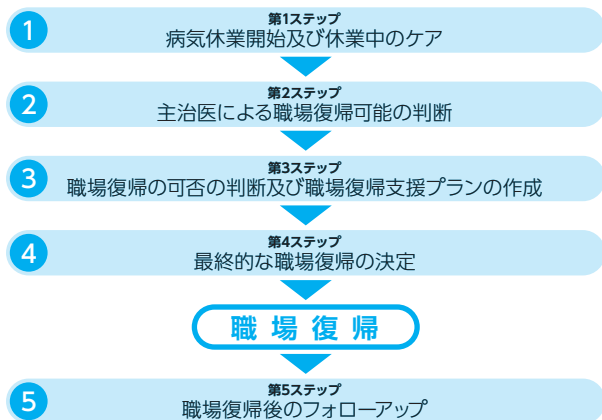 1
第1ステップ
病気休業開始及び休業中のケア
2
第2ステップ
主治医による職場復帰可能の判断
3
第3ステップ
職場復帰の可否の判断及び職場復帰支援プランの作成
4
第4ステップ
最終的な職場復帰の決定
職場復帰
5
第5ステップ
職場復帰後のフォローアップ